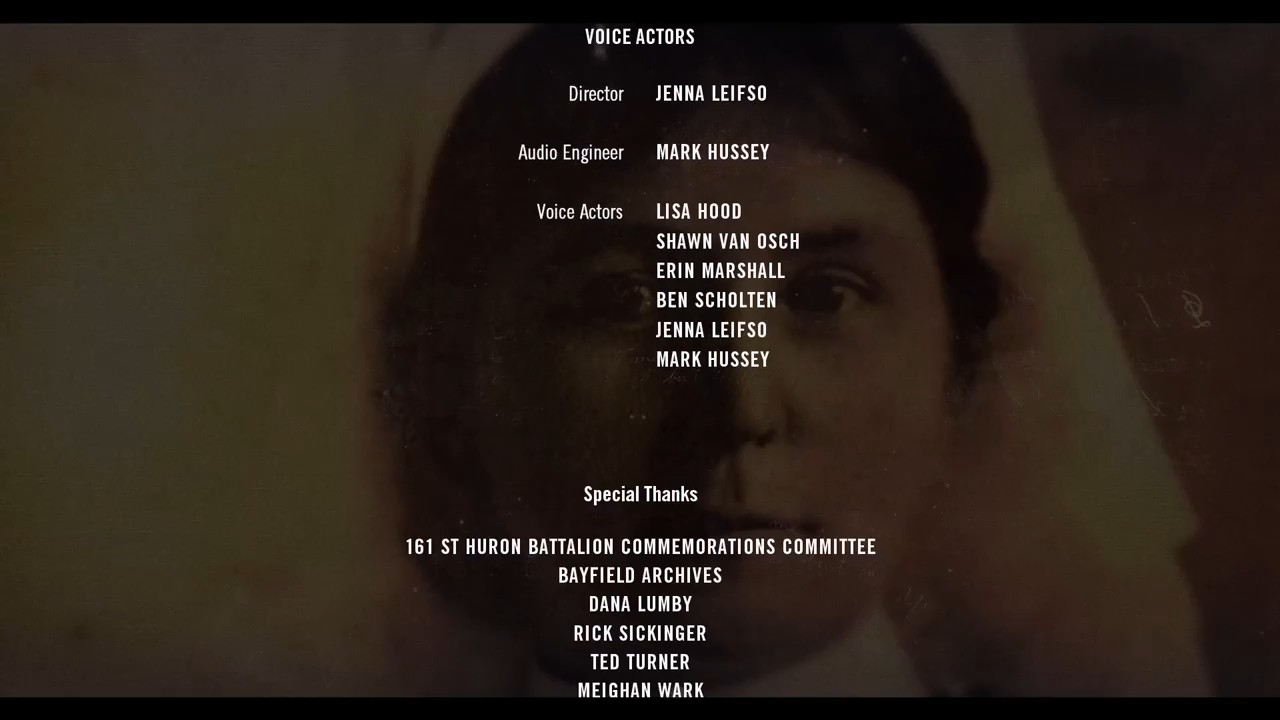 VOICE ACTORS
Director JENNA LEIFSO
Audio Engineer MARK HUSSEY
Voice Actors LISA HOOD
SHAWN VAN OSCH
ERIN MARSHALL
BEN SCHOLTEN
JENNA LEIFSO
MARK HUSSEY
Special Thanks
161 ST HURON BATTALION COMMEMORATIONS COMMITTEE
BAYFIELD ARCHIVES
DANA LUMBY
RICK SICKINGER
TED TURNER
MEIGHAN WARK